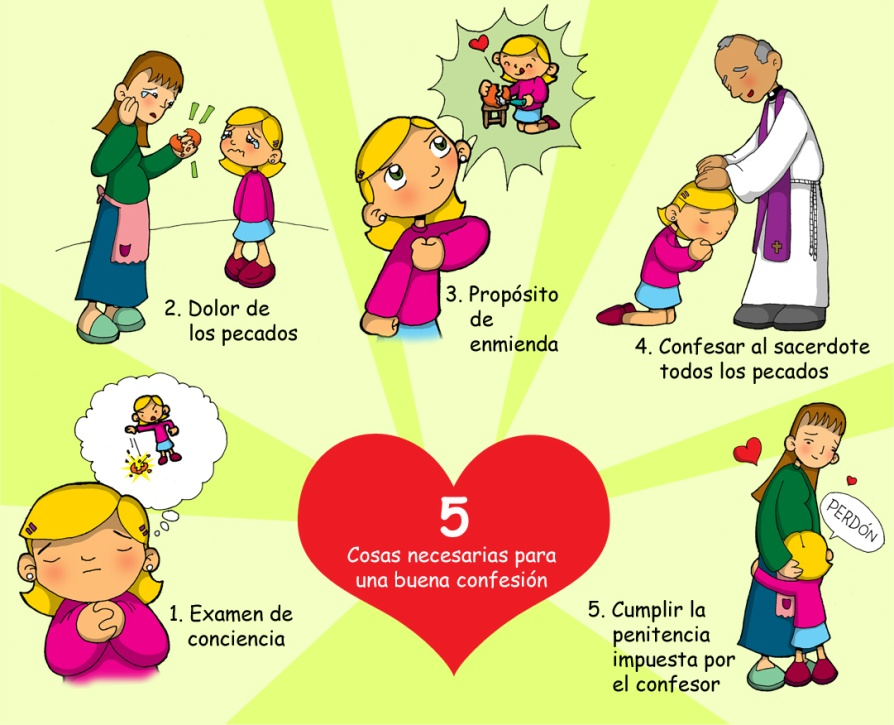 5
Cosas necesarias para
una buena confesión
1. Examen de
conciencia
2. Dolor de
los pecados
3. Propósito
de
enmienda
4. Confesar al sacerdote
todos los pecados
5. Cumplir la
penitencia
impuesta por
el confesor
PERDÓN